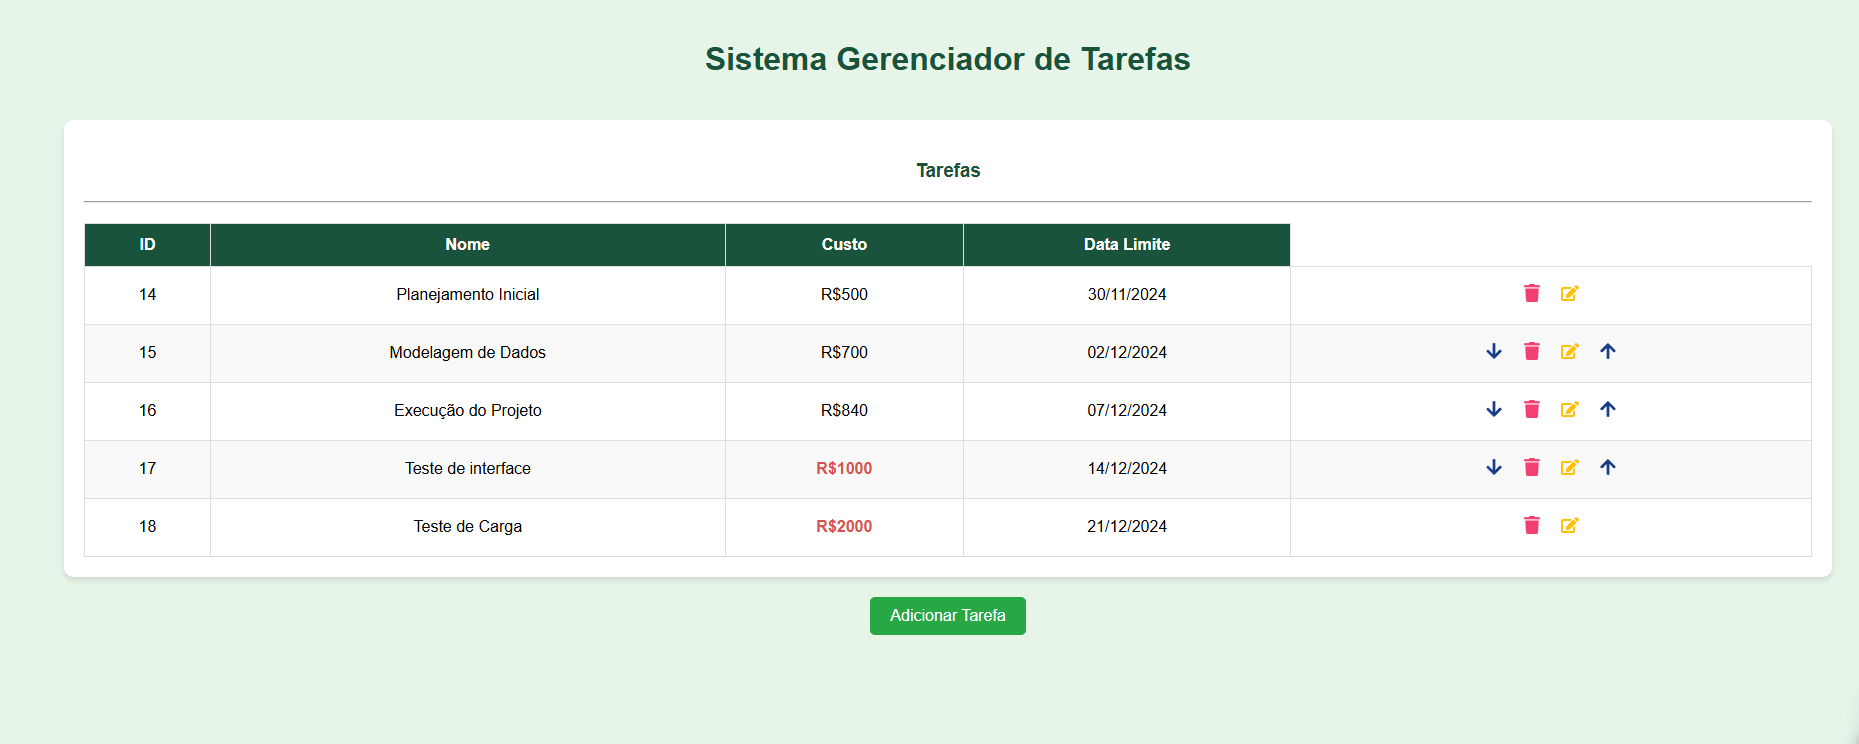 Sistema Gerenciador de Tarefas
Tarefas
ID Nome Custo Data Limite
14 Planejamento Inicial R$500 30/11/2024
15 Modelagem de Dados R$700 02/12/2024
16 Execução do Projeto R$840 07/12/2024
17 Teste de interface R$1000 14/12/2024
18 Teste de Carga R$2000 21/12/2024
Adicionar Tarefa